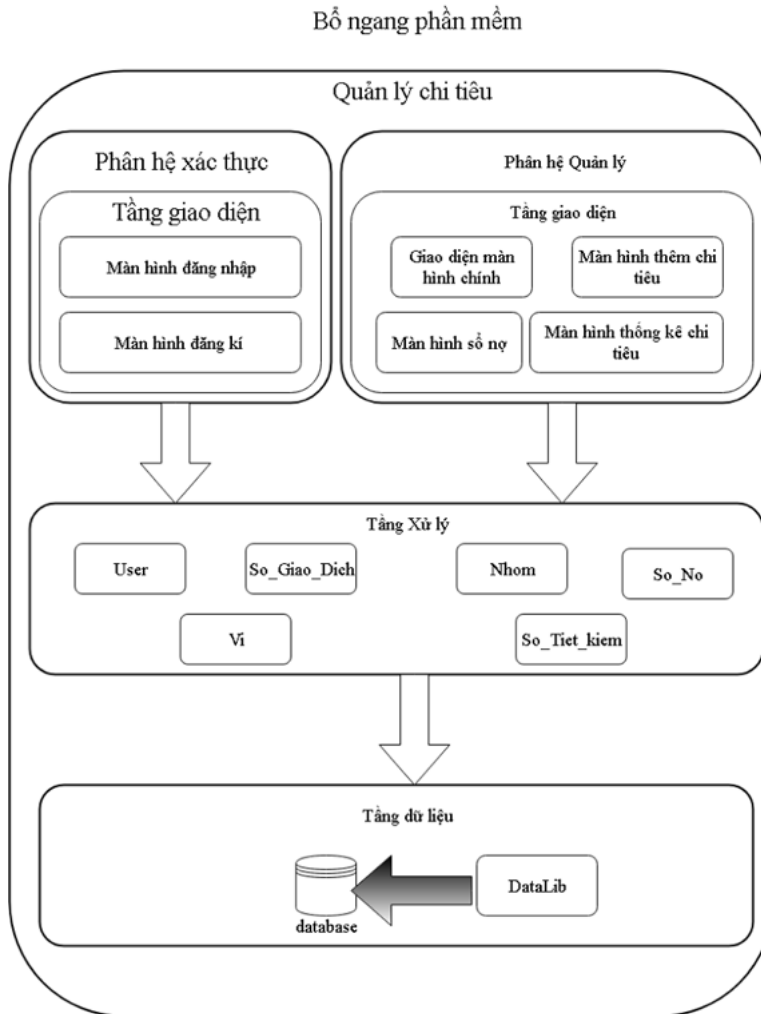 Bổ ngang phần mềm
Quản lý chi tiêu
Phân hệ xác thực
Tầng giao diện
Màn hình đăng nhập
Màn hình đăng kí
Phân hệ Quản lý
Tầng giao diện
Giao diện màn
hình chính
Màn hình thêm chi
tiêu
Màn hình sổ nợ
Màn hình thống kê chi
tiêu
Tầng Xử lý
User
So_Giao_Dich
Nhom
So_No
Vi
So_Tiet_kiem
Tầng dữ liệu
database
DataLib